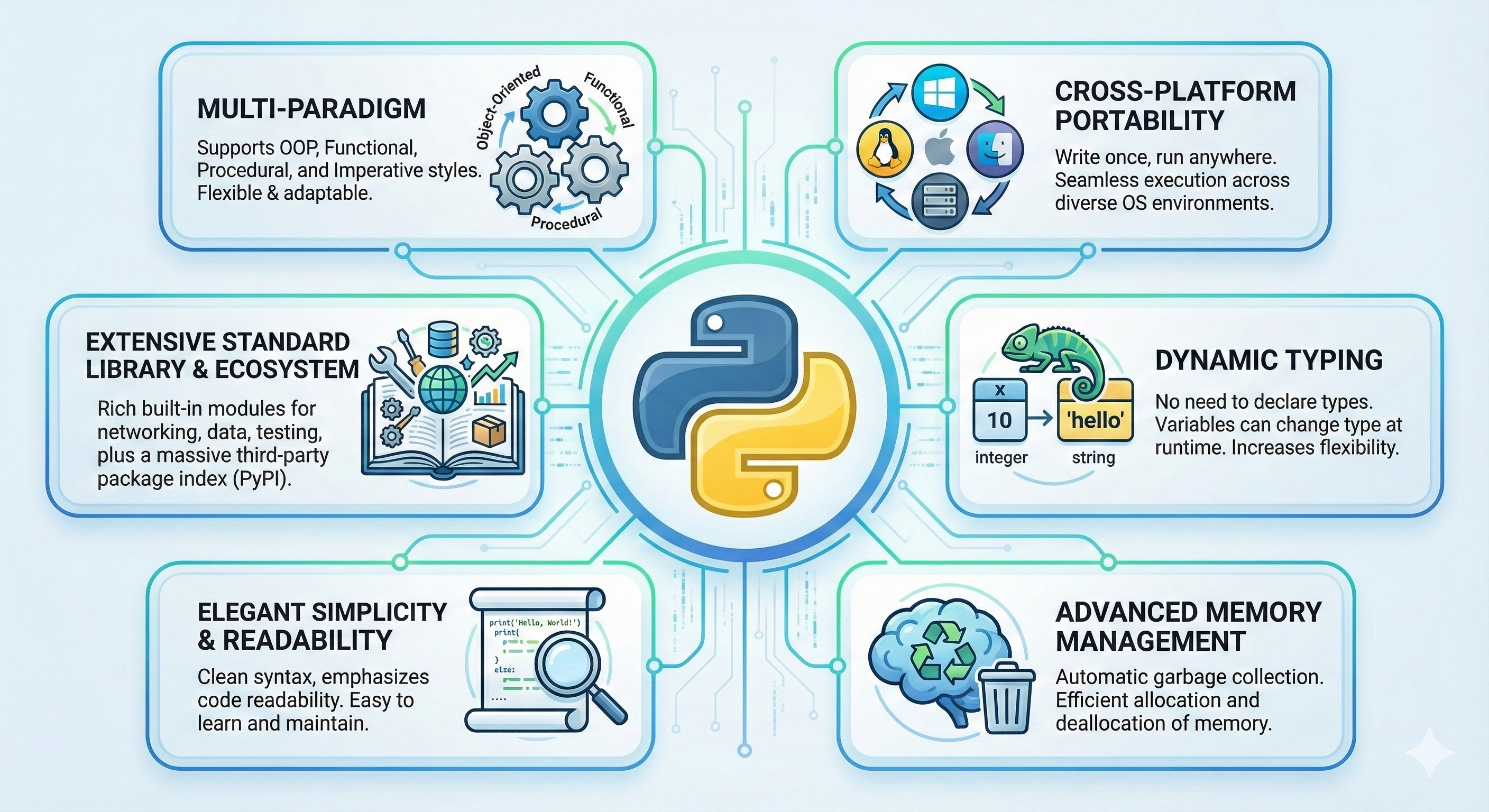 MULTI-PARADIGM
Supports OOP, Functional,
Procedural, and Imperative styles.
Flexible & adaptable.
Object-Oriented
Functional
Procedural
CROSS-PLATFORM
PORTABILITY
Write once, run anywhere.
Seamless execution across
diverse OS environments.
EXTENSIVE STANDARD
LIBRARY & ECOSYSTEM
Rich built-in modules for
networking, data, testing,
plus a massive third-party
package index (PyPI).
X
10
integer
'hello'
string
DYNAMIC TYPING
No need to declare types.
Variables can change type at
runtime. Increases flexibility.
ELEGANT SIMPLICITY
& READABILITY
Clean syntax, emphasizes
code readability. Easy to
learn and maintain.
print('Hello, World!')
print(
}
else:
....
ADVANCED MEMORY
MANAGEMENT
Automatic garbage collection.
Efficient allocation and
deallocation of memory.